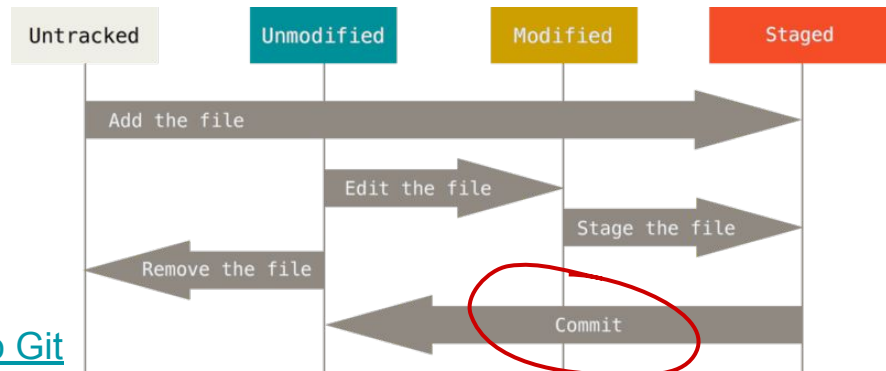 Untracked
Unmodified
Modified
Staged
Add the file
Edit the file
Stage the file
Remove the file
Commit
Git